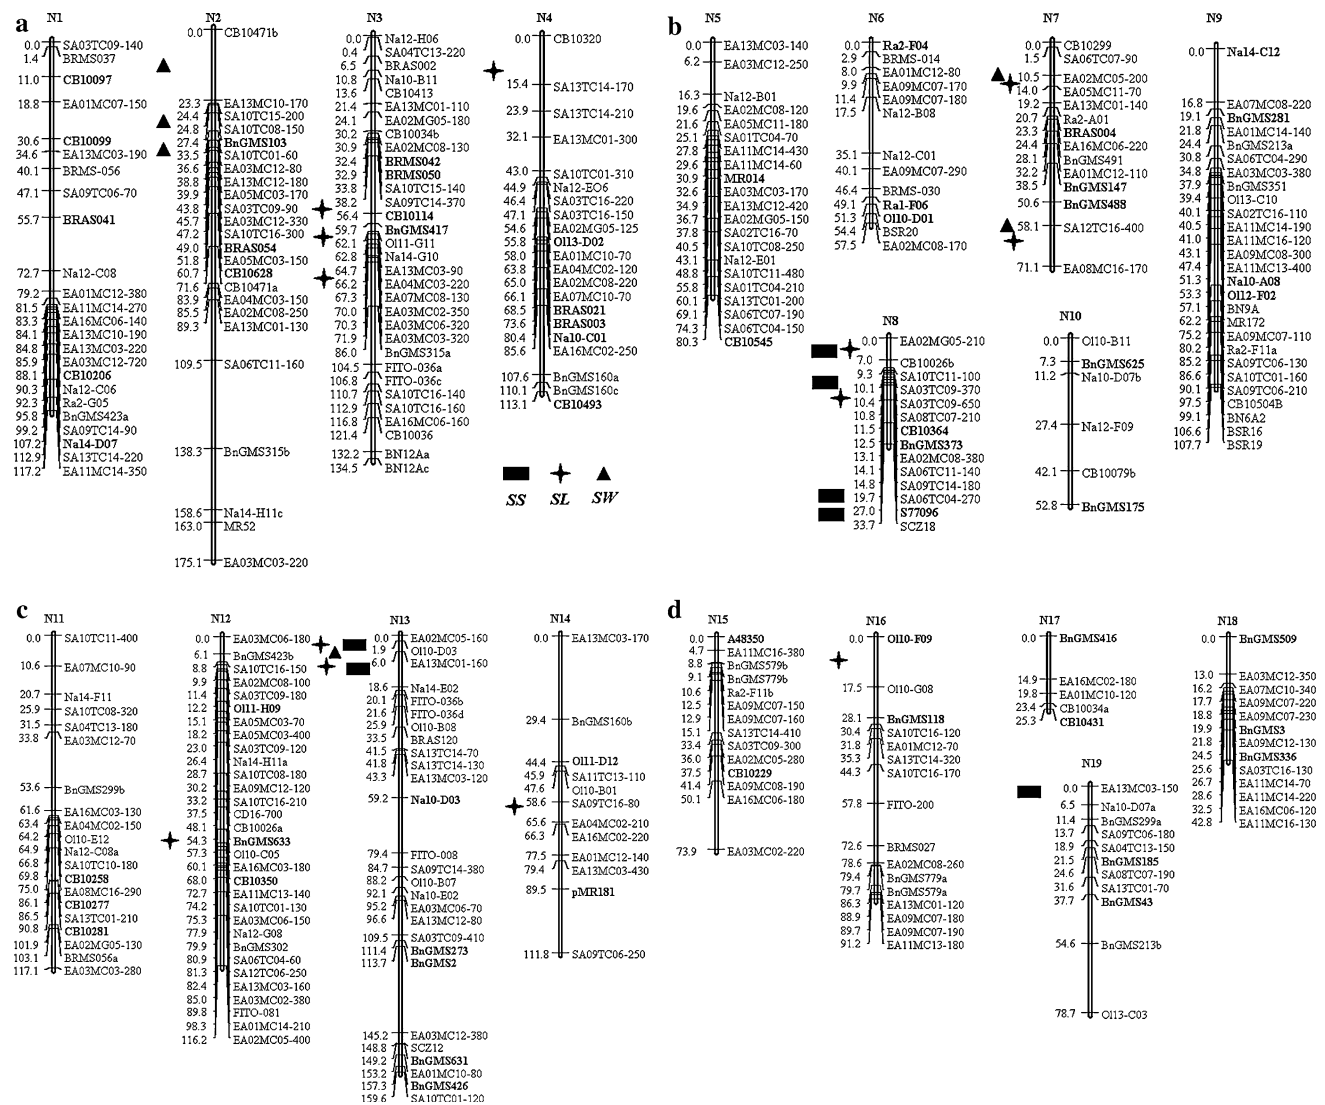 a
N1
0.0 SA03TC09-140
1.4 BRMS037
11.0 CB10097
18.8 EA01MC07-150
30.6 CB10099
34.6 EA13MC03-190
40.1 BRMS-056
47.1 SA09TC06-70
55.7 BRAS041
72.7 Na12-C08
79.2 EA01MC12-380
81.5 EA11MC14-270
83.3 EA16MC06-140
84.1 EA13MC10-190
84.8 EA13MC03-220
85.9 EA03MC12-720
88.1 CB10206
90.3 Na12-C06
92.3 Ra2-G05
95.8 BnGMS423a
99.2 SA09TC14-90
107.2 Na14-D07
112.9 SA13TC14-220
117.2 EA11MC14-350
N2
0.0 CB10471b
23.3 EA13MC10-170
24.4 SA10TC15-200
24.8 SA10TC08-150
27.4 BnGMS103
33.5 SA10TC01-60
36.6 EA03MC12-80
38.8 EA13MC12-180
39.9 EA05MC03-170
43.8 SA03TC09-90
45.7 EA03MC12-330
47.2 SA10TC16-300
49.0 BRAS054
51.8 EA05MC03-150
60.7 CB10628
71.6 CB10471a
83.9 EA04MC03-150
85.5 EA02MC08-250
89.3 EA13MC01-130
109.5 SA06TC11-160
138.3 BnGMS315b
158.6 Na14-H11c
163.0 MR52
175.1 EA03MC03-220
N3
0.0 Na12-H06
0.4 SA04TC13-220
6.5 BRAS002
10.8 Na10-B11
13.6 CB10413
21.4 EA13MC01-110
24.1 EA02MG05-180
30.2 CB10034b
30.9 EA02MC08-130
32.4 BRMS042
32.9 BRMS050
33.8 SA10TC15-140
38.2 SA09TC14-370
56.4 CB10114
59.7 BnGMS417
62.1 Ol11-G11
62.8 Na14-G10
64.7 EA13MC03-90
66.2 EA04MC03-220
67.3 EA07MC08-130
70.0 EA03MC02-350
70.3 EA03MC06-320
71.9 EA03MC03-320
86.0 BnGMS315a
104.5 FITO-036a
106.8 FITO-036c
110.7 SA10TC16-140
112.9 SA10TC16-160
116.8 EA16MC06-160
121.4 CB10036
132.2 BN12Aa
134.5 BN12Ac
N4
0.0 CB10320
15.4 SA13TC14-170
23.9 SA13TC14-210
32.1 EA13MC01-300
43.0 SA10TC01-310
44.9 Na12-EO6
46.4 SA03TC16-220
47.1 SA03TC16-150
54.6 EA02MG05-125
55.8 Ol13-D02
58.0 EA01MC10-70
63.8 EA04MC02-120
65.0 EA02MC08-220
66.1 EA07MC10-70
68.5 BRAS021
73.6 BRAS003
80.4 Na10-C01
85.6 EA16MC02-250
107.6 BnGMS160a
110.1 BnGMS160c
113.1 CB10493
SS SL SW
b
N5
0.0 EA13MC03-140
6.2 EA03MC12-250
16.3 Na12-B01
19.6 EA02MC08-120
21.6 EA05MC11-180
25.1 SA01TC04-70
27.8 EA11MC14-430
29.6 EA11MC14-60
30.9 MR014
32.6 EA03MC03-170
34.9 EA13MC12-420
36.7 EA02MG05-150
37.8 SA02TC16-70
40.5 SA10TC08-250
43.1 Na12-E01
48.8 SA10TC11-480
55.8 SA01TC04-210
60.1 SA13TC01-200
69.1 SA06TC07-190
74.3 SA06TC04-150
80.3 CB10545
N6
0.0 Ra2-F04
2.9 BRMS-014
8.0 EA01MC12-80
9.9 EA09MC07-170
11.4 EA09MC07-180
17.5 Na12-B08
35.1 Na12-C01
40.1 EA09MC07-290
46.4 BRMS-030
49.1 Ra1-F06
51.3 Ol10-D01
54.4 BSR20
57.5 EA02MC08-170
N7
0.0 CB10299
1.5 SA06TC07-90
10.5 EA02MC05-200
14.0 EA05MC11-70
19.2 EA13MC01-140
20.7 Ra2-A01
23.3 BRAS004
24.4 EA16MC06-220
28.1 BnGMS491
32.2 EA01MC12-110
38.5 BnGMS147
50.6 BnGMS488
58.1 SA12TC16-400
71.1 EA08MC16-170
N9
0.0 Na14-C12
16.8 EA07MC08-220
19.1 BnGMS281
21.8 EA01MC14-140
24.4 BnGMS213a
30.8 SA06TC04-290
34.8 EA03MC03-380
37.9 BnGMS351
39.4 Ol13-C10
40.1 SA02TC16-110
40.5 EA11MC14-190
41.0 EA11MC16-120
43.1 EA09MC08-300
47.4 EA11MC13-400
51.3 Na10-A08
53.3 Ol12-F02
57.1 BN9A
62.2 MR172
75.2 EA09MC07-110
80.2 Ra2-F11a
85.2 SA09TC06-130
86.6 SA10TC01-160
90.1 SA09TC06-210
97.5 CB10504B
99.1 BN6A2
106.6 BSR16
107.7 BSR19
N8
0.0 EA02MG05-210
7.0 CB10026b
9.3 SA10TC11-100
10.1 SA03TC09-370
10.4 SA03TC09-650
10.8 SA08TC07-210
11.5 CB10364
12.5 BnGMS373
13.1 EA02MC08-380
14.1 SA06TC11-140
14.8 SA09TC14-180
19.7 SA06TC04-270
27.0 S77096
33.7 SCZ18
N10
0.0 Ol10-B11
7.3 BnGMS625
11.2 Na10-D07b
27.4 Na12-F09
42.1 CB10079b
52.8 BnGMS175
c
N11
0.0 SA10TC11-400
10.6 EA07MC10-90
20.7 Na14-F11
25.9 SA10TC08-320
31.5 SA04TC13-180
33.8 EA03MC12-70
53.6 BnGMS299b
61.6 EA16MC03-130
63.4 EA04MC02-150
64.2 Ol10-E12
64.9 Na12-C08a
66.8 SA10TC10-180
69.8 CB10258
75.0 EA08MC16-290
86.1 CB10277
86.5 SA13TC01-210
90.8 CB10281
101.9 EA02MG05-130
103.1 BRMS056a
117.1 EA03MC03-280
N12
0.0 EA03MC06-180
6.1 BnGMS423b
8.8 SA10TC16-150
9.9 EA02MC08-100
11.4 SA03TC09-180
12.2 Ol11-H09
15.1 EA05MC03-70
18.2 EA05MC03-400
23.0 SA03TC09-120
26.4 Na14-H11a
28.7 SA10TC08-180
30.2 EA09MC12-120
33.2 SA10TC16-210
37.5 CD16-700
48.1 CB10026a
54.3 BnGMS633
57.3 Ol10-C05
60.1 EA16MC03-180
68.0 CB10350
72.7 EA11MC13-140
74.2 SA10TC01-130
75.3 EA03MC06-150
77.9 Na12-G08
79.9 BnGMS302
80.9 SA06TC04-60
81.3 SA12TC06-250
82.4 EA13MC03-160
85.0 EA03MC02-380
89.8 FITO-081
98.3 EA01MC14-210
116.2 EA02MC05-400
N13
0.0 EA02MC05-160
1.9 Ol10-D03
6.0 EA13MC01-160
18.6 Na14-E02
20.1 FITO-036b
21.6 FITO-036d
25.9 Ol10-B08
33.5 BRAS120
41.5 SA13TC14-70
41.8 SA13TC14-130
43.3 EA13MC03-120
59.2 Na10-D03
79.4 FITO-008
84.7 SA09TC14-380
88.2 Ol10-B07
92.1 Na10-E02
95.2 EA03MC06-70
96.6 EA13MC12-80
109.5 SA03TC09-410
111.4 BnGMS273
113.7 BnGMS2
145.2 EA03MC12-380
148.8 SCZ12
149.2 BnGMS631
153.2 EA01MC10-80
157.3 BnGMS426
159.6 SA10TC01-120
N14
0.0 EA13MC03-170
29.4 BnGMS160b
44.4 Ol11-D12
45.9 SA11TC13-110
47.6 Ol10-B01
58.6 SA09TC16-80
65.6 EA04MC02-210
66.3 EA16MC02-220
77.5 EA01MC12-140
79.4 EA13MC03-430
89.5 pMR181
111.8 SA09TC06-250
d
N15
0.0 A48350
4.7 EA11MC16-380
8.8 BnGMS579b
9.1 BnGMS779b
10.6 Ra2-F11b
12.5 EA09MC07-150
12.9 EA09MC07-160
15.1 SA13TC14-410
33.4 SA03TC09-300
36.0 EA02MC05-280
37.5 CB10229
41.4 EA09MC08-190
50.1 EA16MC06-180
73.9 EA03MC02-220
N16
0.0 Ol10-F09
17.5 Ol10-G08
28.1 BnGMS118
30.4 SA10TC16-120
31.8 EA01MC12-70
35.3 SA13TC14-320
44.3 SA10TC16-170
57.8 FITO-200
72.6 BRMS027
78.6 EA02MC08-260
79.4 BnGMS779a
79.7 BnGMS579a
86.3 EA13MC01-120
88.9 EA09MC07-180
89.7 EA09MC07-190
91.2 EA11MC13-180
N17
0.0 BnGMS416
14.9 EA16MC02-180
19.8 EA01MC10-120
23.4 CB10034a
25.3 CB10431
N18
0.0 BnGMS509
13.0 EA03MC12-350
16.2 EA07MC10-340
17.7 EA09MC07-220
18.8 EA09MC07-230
19.9 BnGMS3
21.8 EA09MC12-130
24.5 BnGMS336
25.6 SA03TC16-130
26.7 EA11MC14-70
28.6 EA11MC14-220
32.5 EA16MC06-120
42.8 EA11MC16-130
N19
0.0 EA13MC03-150
6.5 Na10-D07a
11.4 BnGMS299a
13.7 SA09TC06-180
18.9 SA04TC13-150
21.5 BnGMS185
24.6 SA08TC07-190
31.6 SA13TC01-70
37.7 BnGMS43
54.6 BnGMS213b
78.7 Ol13-C03